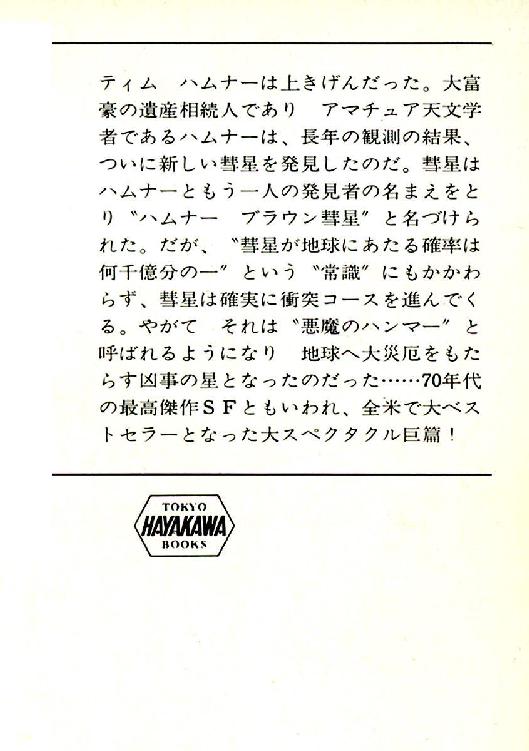 ティム　ハムナーは上きげんだった。大富
豪の遺産相続人であり　アマチュア天文学
者であるハムナーは、長年の観測の結果、
ついに新しい彗星を発見したのだ。彗星は
ハムナーともう一人の発見者の名まえをと
り〝ハムナー　ブラウン彗星〟と名づけら
れた。だが、〝彗星が地球にあたる確率は
何千億分の一〟という〝常識〟にもかかわ
らず、彗星は確実に衝突コースを進んでく
る。やがて　それは〝悪魔のハンマー〟と
呼ばれるようになり　地球へ大災厄をもた
らす凶事の星となったのだった……70年代
の最高傑作ＳＦともいわれ、全米で大ベス
トセラーとなった大スペクタクル巨篇！
TOKYO
HAYAKAWA
BOOKS